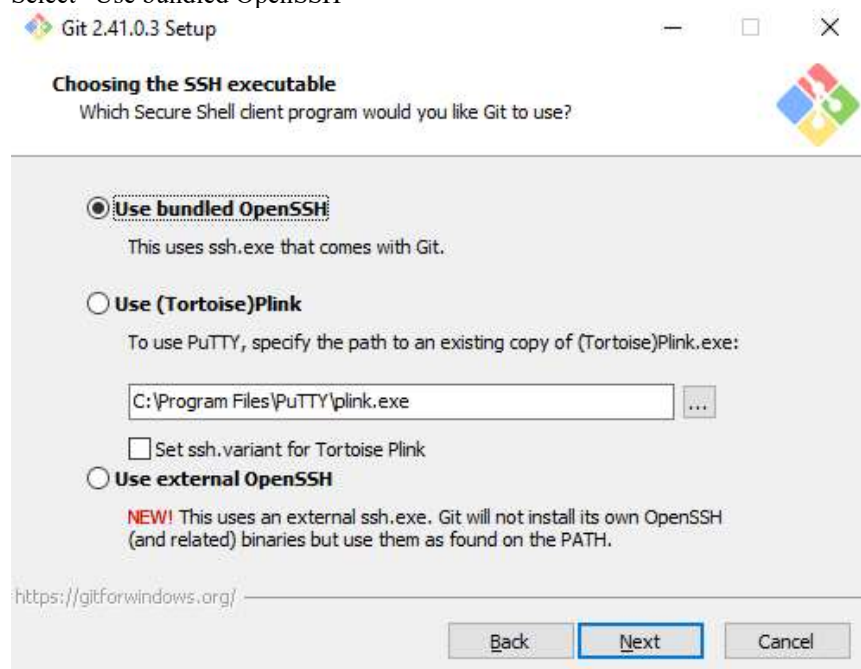 Select "Use bundled OpenSSH"
Git 2.41.0.3 Setup
Choosing the SSH executable
Which Secure Shell client program would you like Git to use?
Use bundled OpenSSH
This uses ssh.exe that comes with Git.
Use (Tortoise)Plink
To use PuTTY, specify the path to an existing copy of (Tortoise)Plink.exe:
C:\Program Files\PuTTY\plink.exe
...
Set ssh.variant for Tortoise Plink
Use external OpenSSH
NEW! This uses an external ssh.exe. Git will not install its own OpenSSH
(and related) binaries but use them as found on the PATH.
https://gitforwindows.org/
Back Next Cancel